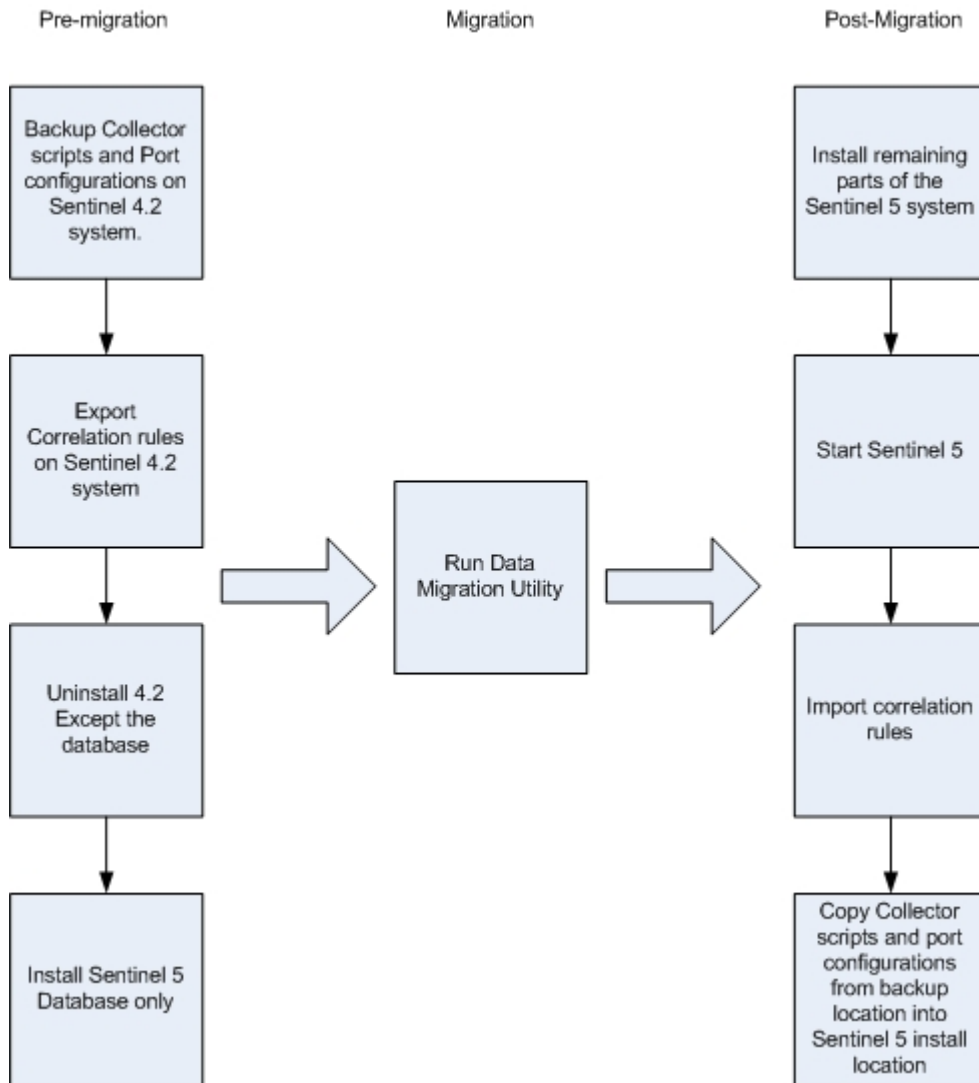 Pre-migration
Migration
Post-Migration
Backup Collector
scripts and Port
configurations on
Sentinel 4.2
system.
Export
Correlation rules
on Sentinel 4.2
system
Uninstall 4.2
Except the
database
Install Sentinel 5
Database only
Run Data
Migration Utility
Install remaining
parts of the
Sentinel 5 system
Start Sentinel 5
Import correlation
rules
Copy Collector
scripts and port
configurations
from backup
location into
Sentinel 5 install
location